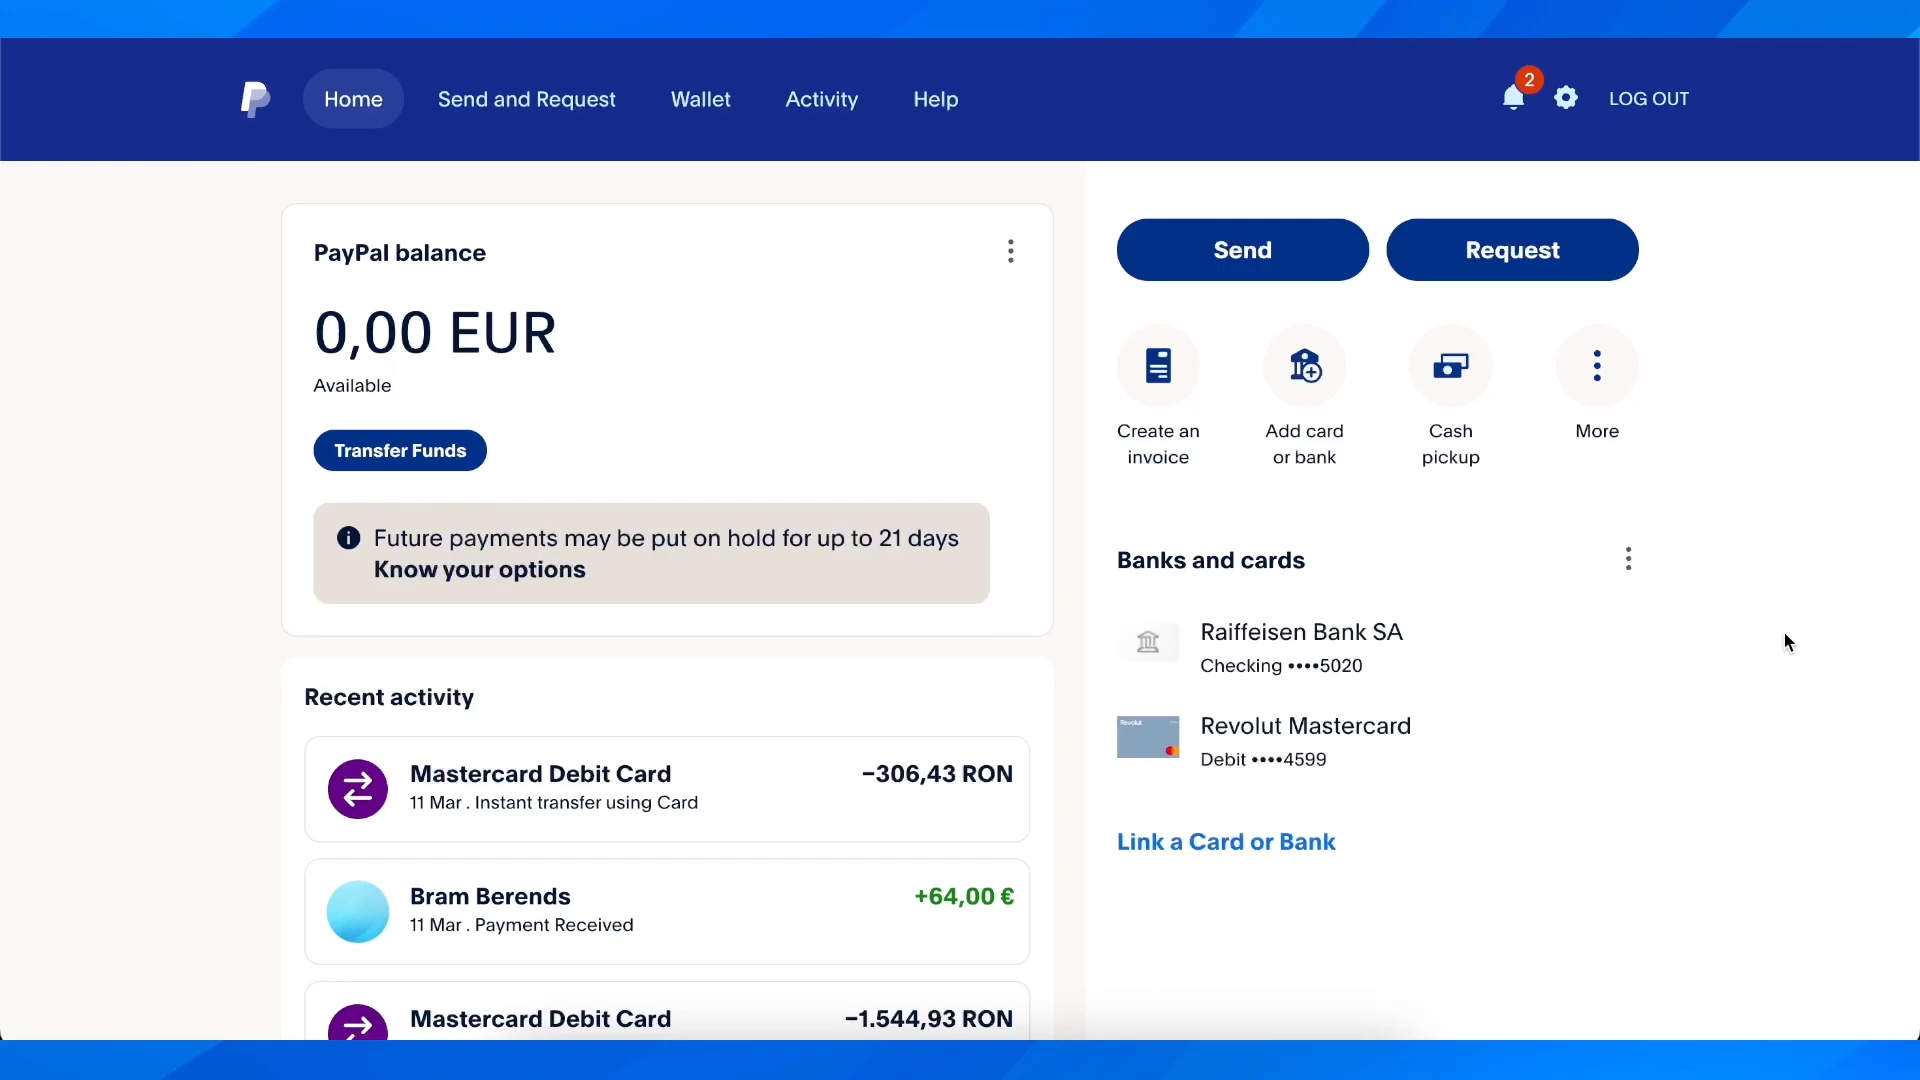 Home
Send and Request
Wallet
Activity
Help
2
LOG OUT
PayPal balance
0,00 EUR
Available
Transfer Funds
Future payments may be put on hold for up to 21 days
Know your options
Recent activity
Mastercard Debit Card
−306,43 RON
11 Mar . Instant transfer using Card
Bram Berends
+64,00 €
11 Mar . Payment Received
Mastercard Debit Card
−1.544,93 RON
Send
Request
Create an
invoice
Add card
or bank
Cash
pickup
More
Banks and cards
Raiffeisen Bank SA
Checking ••••5020
Revolut
Revolut Mastercard
Debit ••••4599
Link a Card or Bank